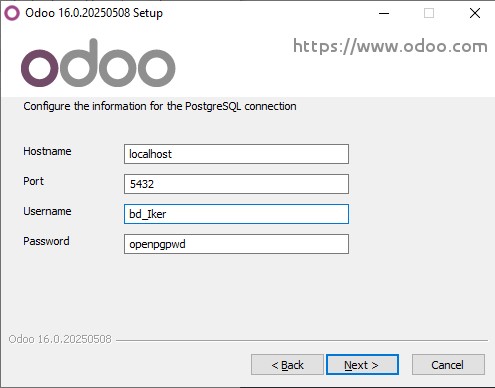 Odoo 16.0.20250508 Setup
odoo
https://www.odoo.com
Configure the information for the PostgreSQL connection
Hostname localhost
Port 5432
Username bd_Iker
Password openpgpwd
Odoo 16.0.20250508
< Back Next > Cancel